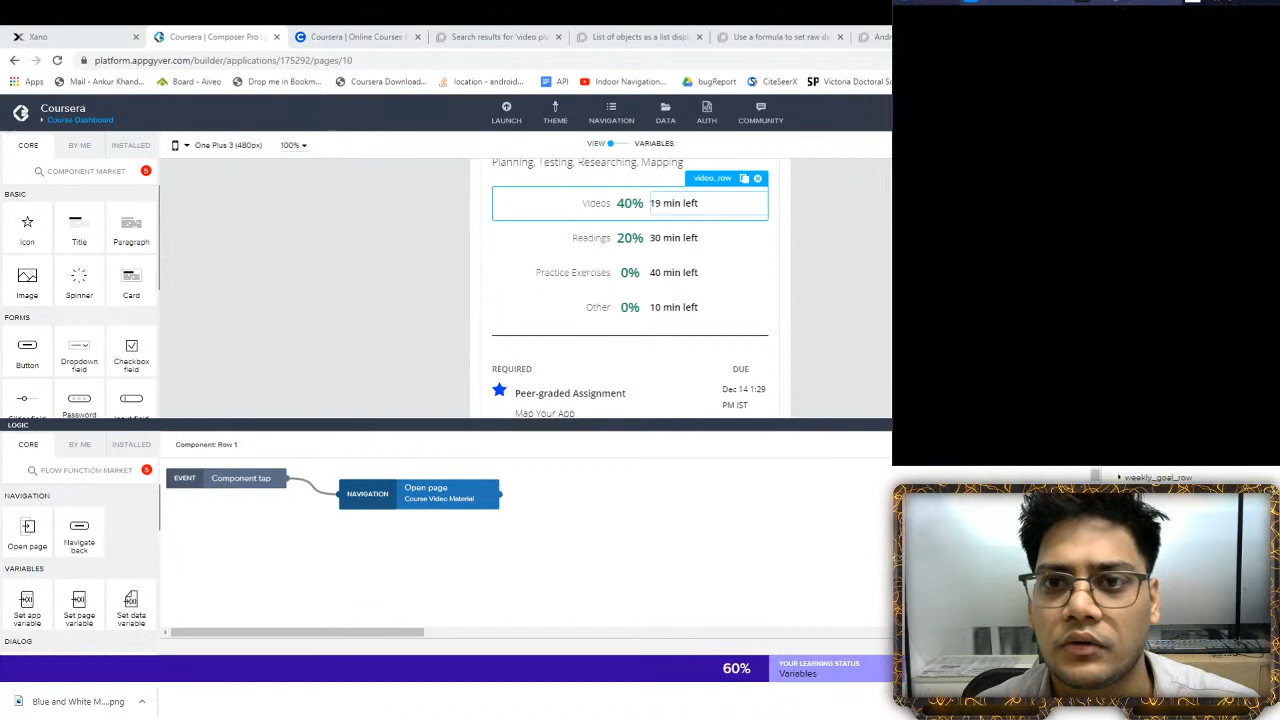 Xano
Coursera | Composer Pro :
Coursera | Online Courses
Search results for 'video pla
List of objects as a list displ
Use a formula to set raw d
And
platform.appgyver.com/builder/applications/175292/pages/10
Apps
Mail - Ankur Khand...
Board - Aiveo
Drop me in Bookm...
Coursera Download...
location - android...
API
Indoor Navigation...
bugReport
CiteSeerX
SP
Victoria Doctoral S
Coursera
Course Dashboard
LAUNCH
THEME
NAVIGATION
DATA
AUTH
COMMUNITY
CORE
BY ME
INSTALLED
One Plus 3 (480px)
100%
VIEW
VARIABLES
COMPONENT MARKET
5
Planning, Testing, Researching, Mapping
video_row
BASIC
Videos 40% 19 min left
Icon
Title
Paragraph
Readings 20% 30 min left
Practice Exercises 0% 40 min left
Image
Spinner
Card
Other 0% 10 min left
FORMS
Button
Dropdown
field
Checkbox
field
REQUIRED
DUE
Peer-graded Assignment
Dec 14 1:29
PM IST
Map Your App
Password
LOGIC
CORE
BY ME
INSTALLED
Component: Row 1
FLOW FUNCTION MARKET
5
EVENT
Component tap
NAVIGATION
Open page
Course Video Material
weekly_goal_row
NAVIGATION
Open page
Navigate
back
VARIABLES
Set app
variable
Set page
variable
Set data
variable
DIALOG
60%
YOUR LEARNING STATUS
Variables
Blue and White M....png